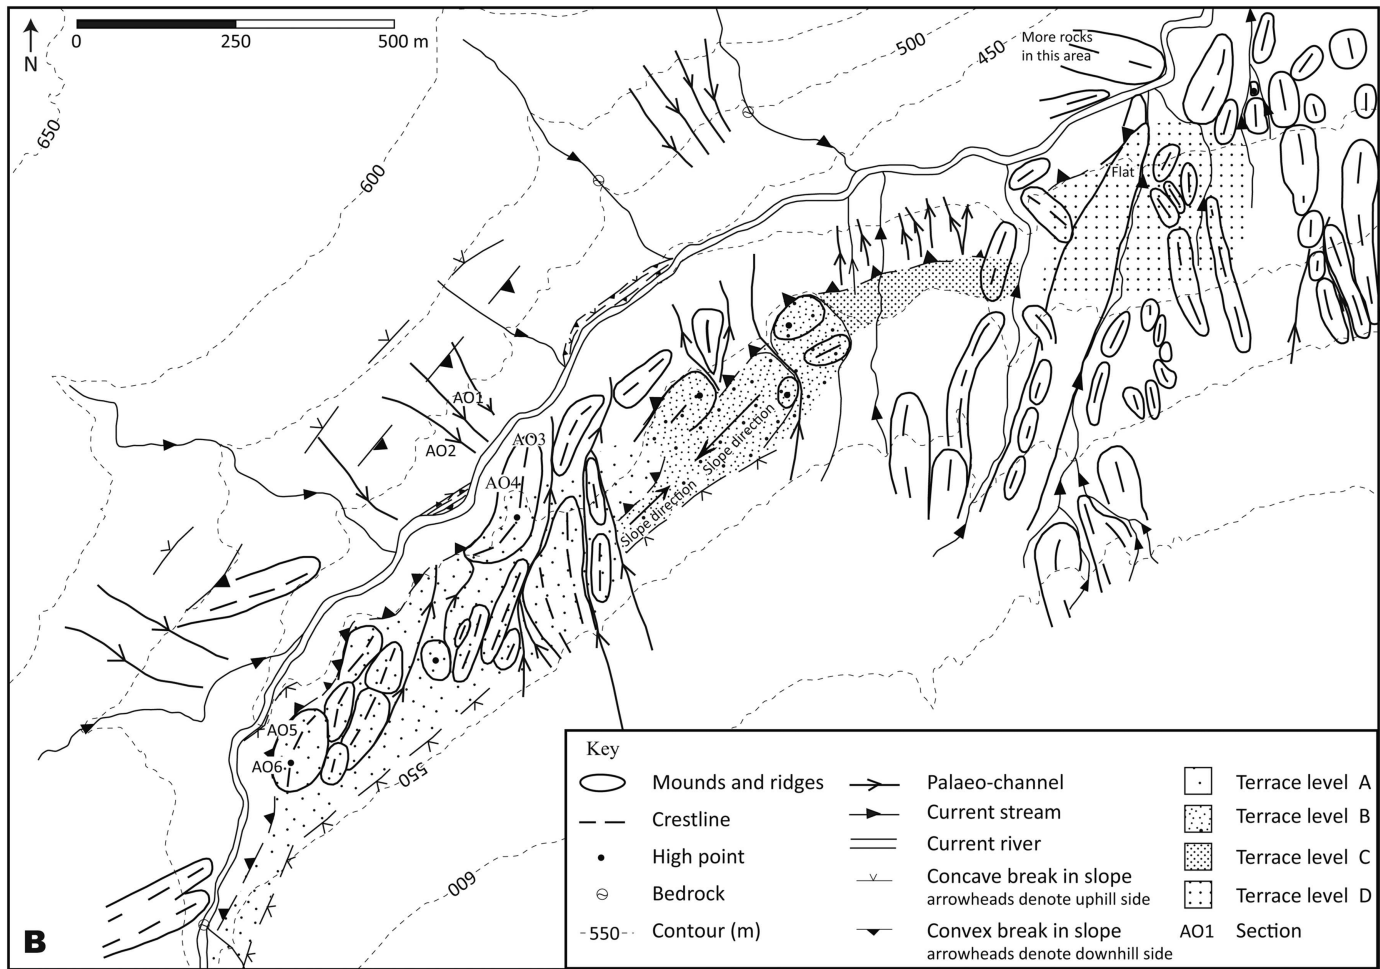 0
250
500 m
N
650
600
500
450
More rocks
in this area
Flat
AO1
AO2
AO3
AO4
Slope direction
Slope direction
AO5
AO6
550
600
B
Key
Mounds and ridges
Crestline
High point
Bedrock
-550- Contour (m)
Palaeo-channel
Current stream
Current river
Concave break in slope
arrowheads denote uphill side
Convex break in slope
arrowheads denote downhill side
Terrace level A
Terrace level B
Terrace level C
Terrace level D
AO1 Section